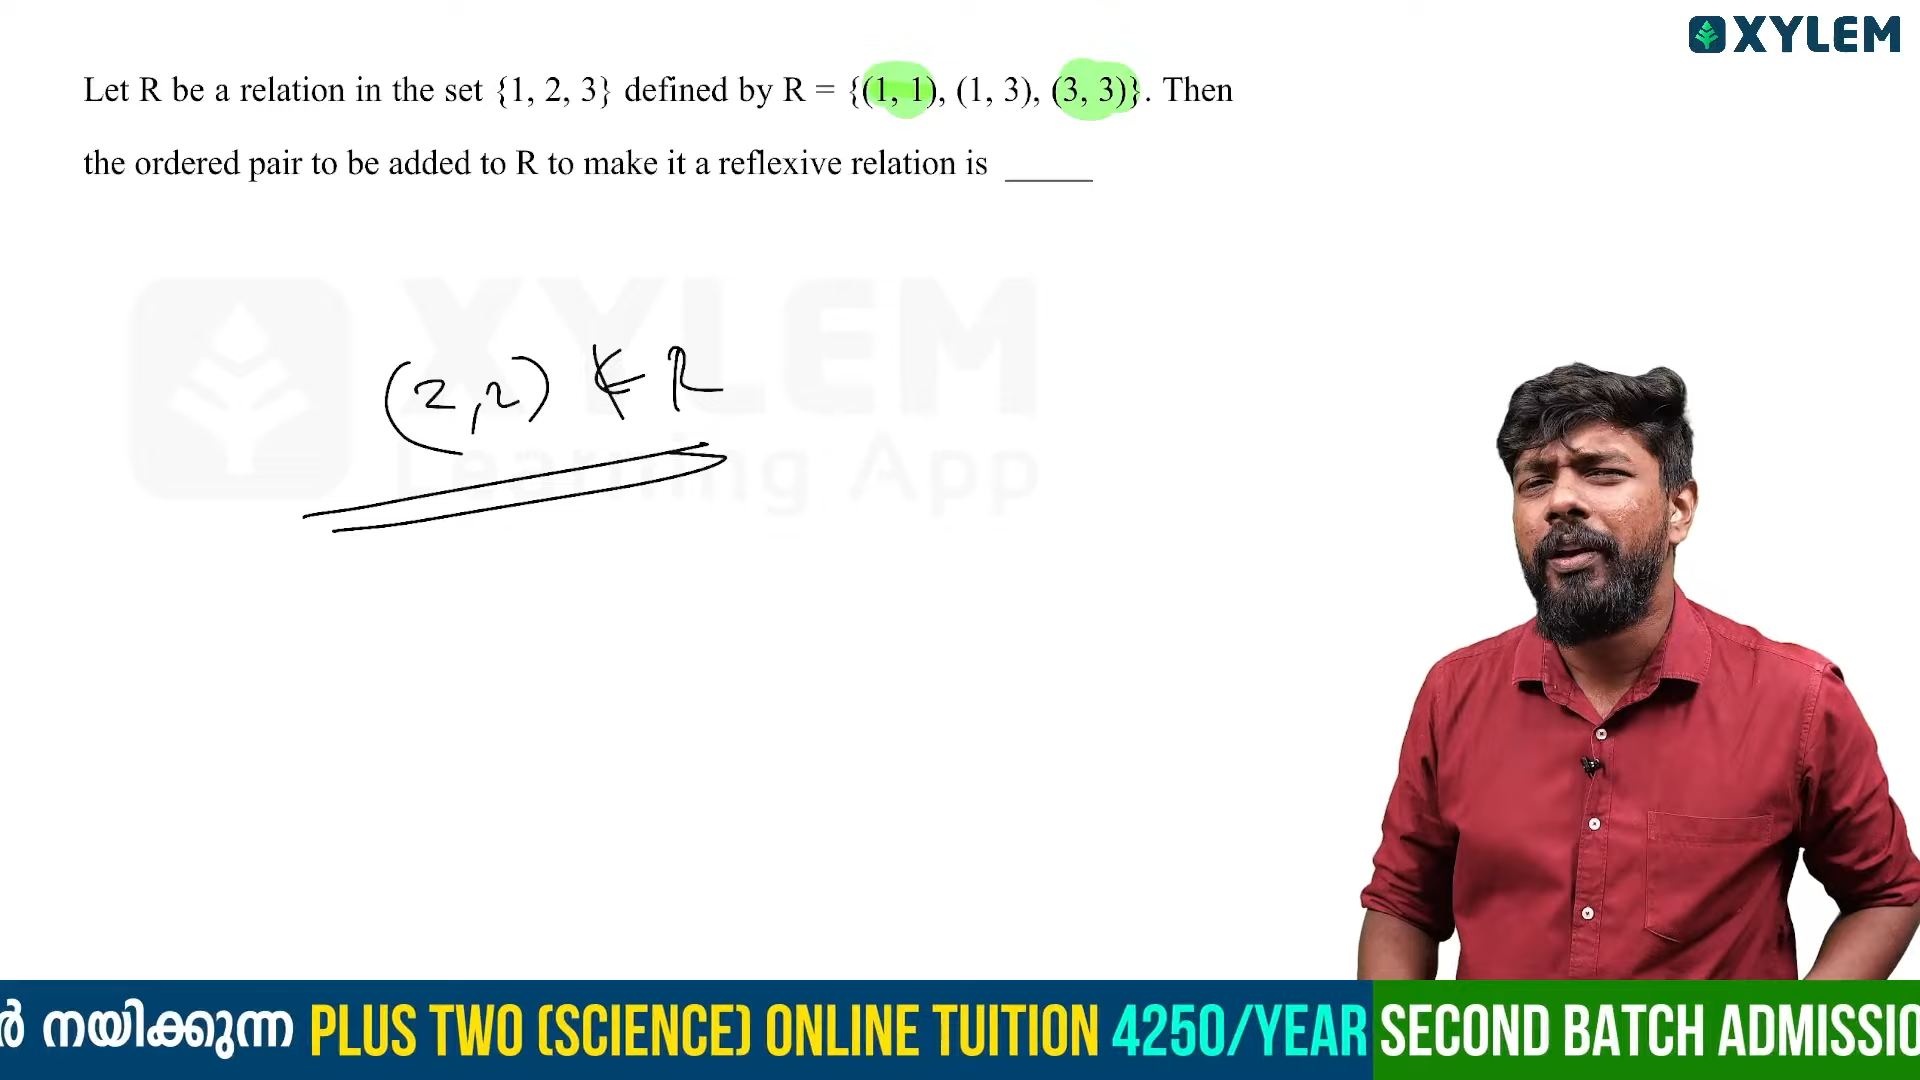 XYLEM
Let R be a relation in the set {1, 2, 3} defined by R = {(1, 1), (1, 3), (3, 3)}. Then
the ordered pair to be added to R to make it a reflexive relation is ______
XYLEM
Learning App
(2,2) ∉ R
ർ നയിക്കുന്ന PLUS TWO (SCIENCE) ONLINE TUITION 4250/YEAR SECOND BATCH ADMISSIO